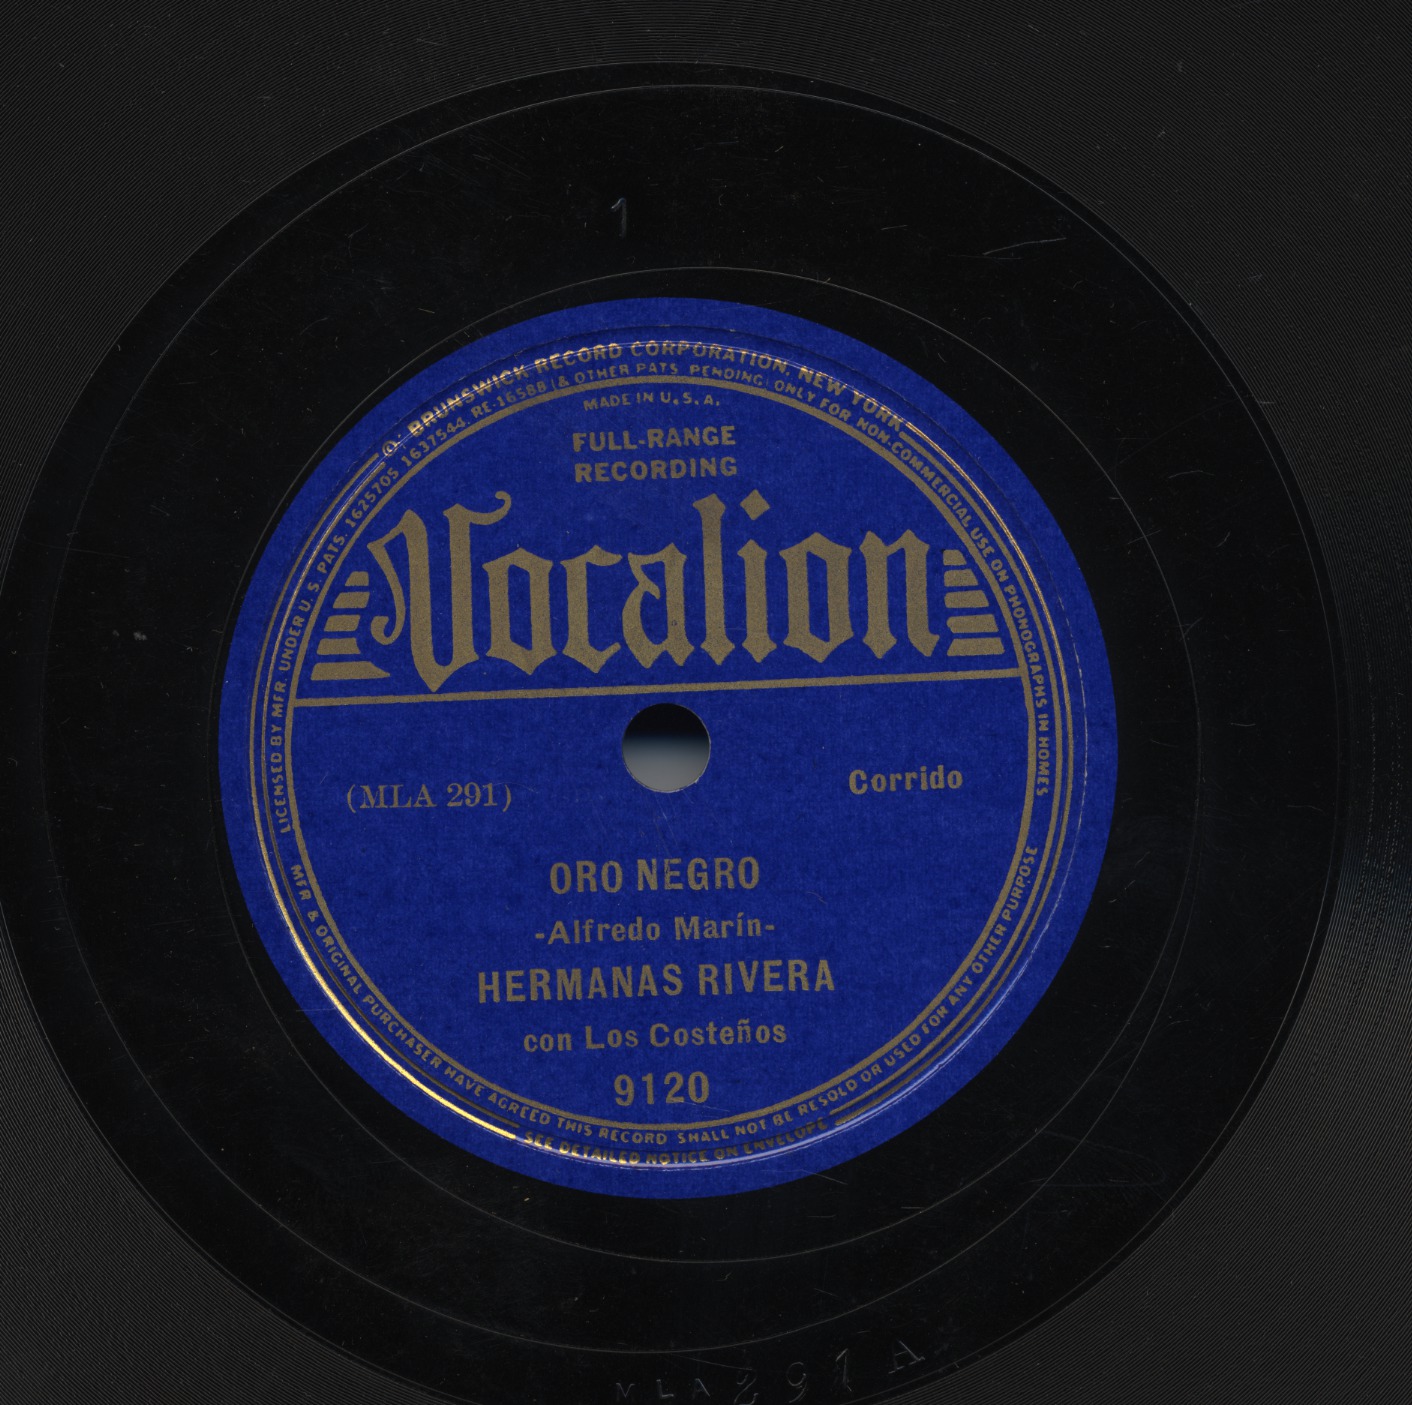 1
Ⓟ BRUNSWICK RECORD CORPORATION, NEW YORK
LICENSED BY MFR. UNDER U. S. PATS. 1625705 1637544. RE-16588 (& OTHER PATS. PENDING) ONLY FOR NON-COMMERCIAL USE ON PHONOGRAPHS IN HOMES
MADE IN U.S.A.
FULL-RANGE
RECORDING
Vocalion
(MLA 291)
Corrido
ORO NEGRO
-Alfredo Marín-
HERMANAS RIVERA
con Los Costeños
9120
MFR & ORIGINAL PURCHASER HAVE AGREED THIS RECORD SHALL NOT BE RESOLD OR USED FOR ANY OTHER PURPOSE
SEE DETAILED NOTICE ON ENVELOPE
MLA 291 A